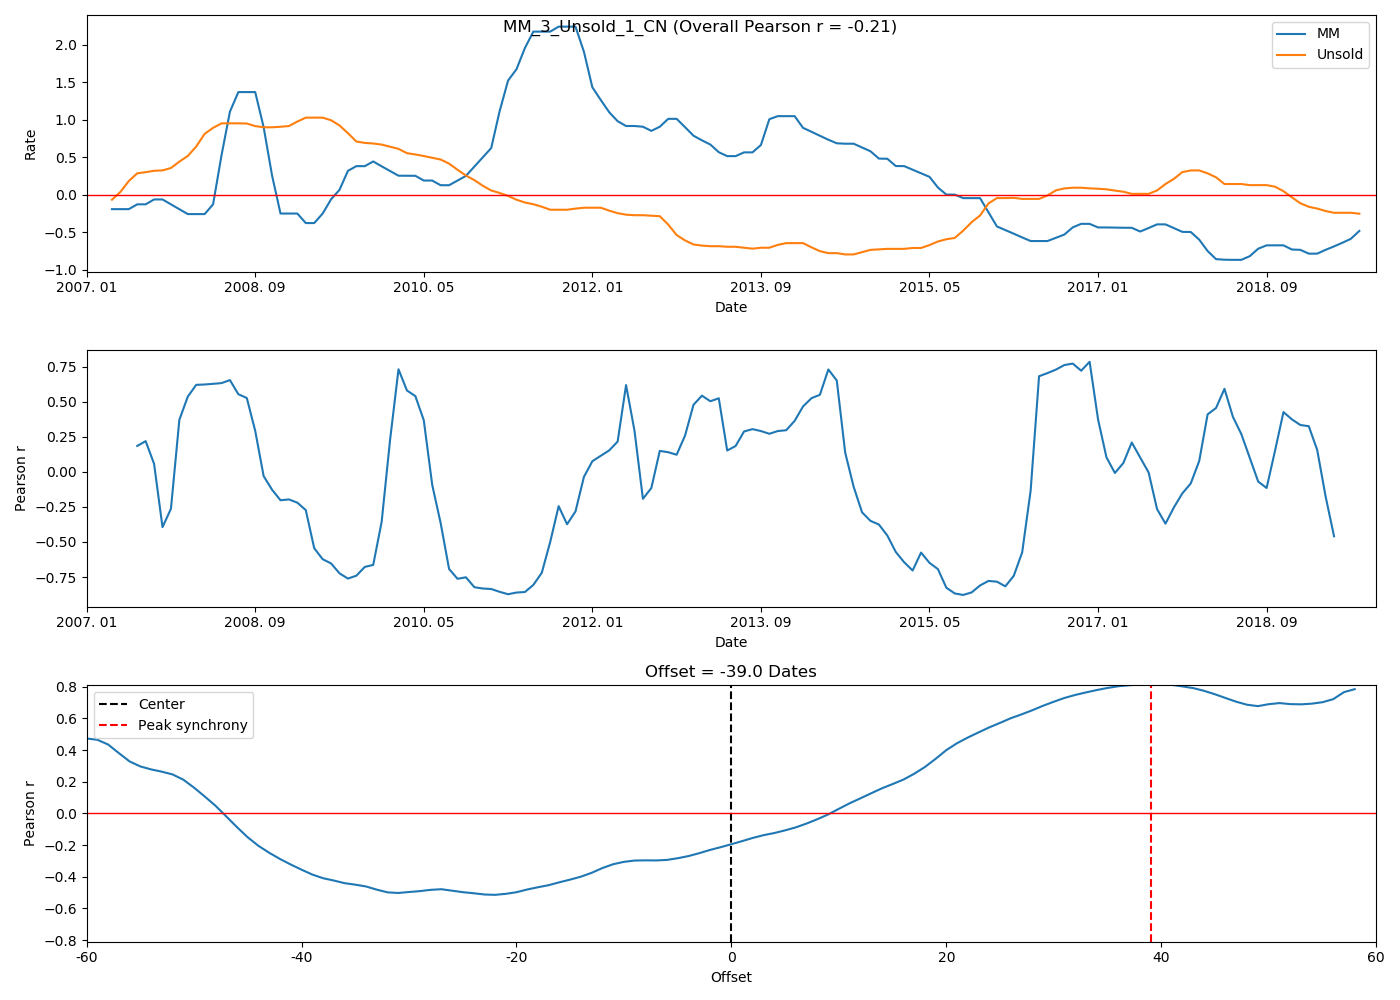 MM_3_Unsold_1_CN (Overall Pearson r = -0.21)
MM
Unsold
2.0
1.5
1.0
0.5
0.0
−0.5
−1.0
Rate
2007. 01 2008. 09 2010. 05 2012. 01 2013. 09 2015. 05 2017. 01 2018. 09
Date
0.75
0.50
0.25
0.00
−0.25
−0.50
−0.75
Pearson r
2007. 01 2008. 09 2010. 05 2012. 01 2013. 09 2015. 05 2017. 01 2018. 09
Date
Offset = -39.0 Dates
Center
Peak synchrony
0.8
0.6
0.4
0.2
0.0
−0.2
−0.4
−0.6
−0.8
Pearson r
-60 -40 -20 0 20 40 60
Offset